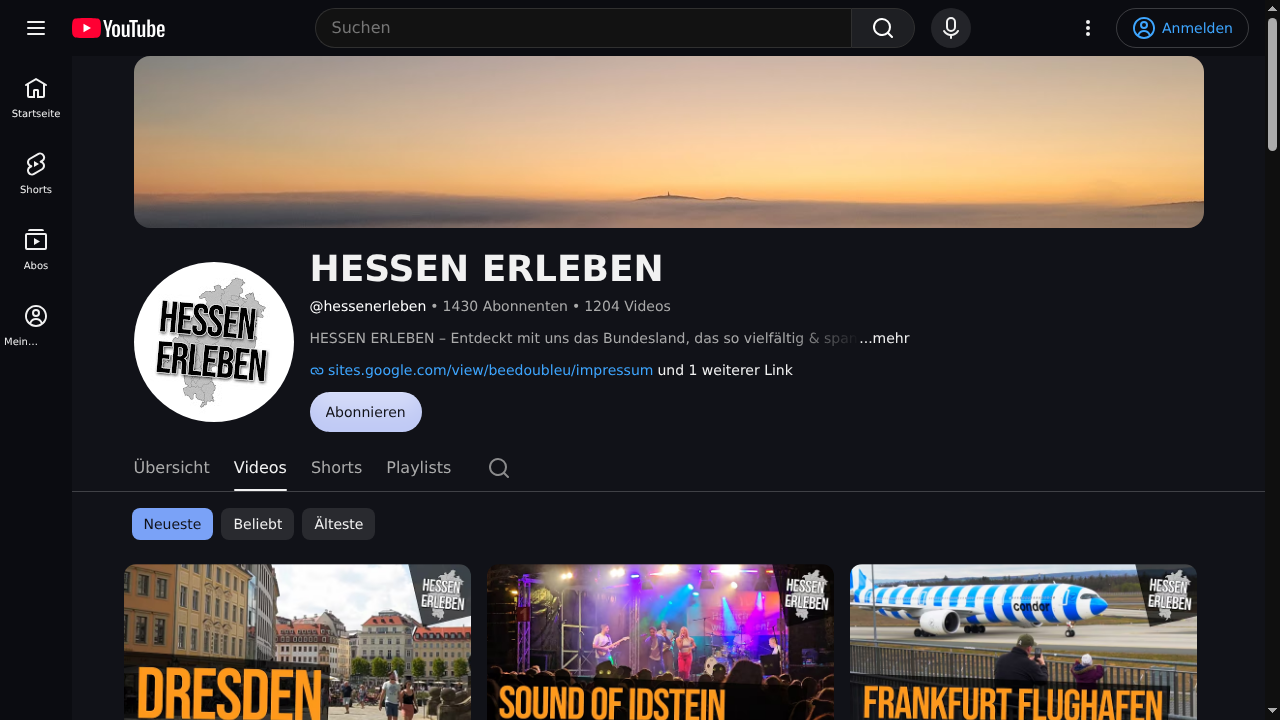 YouTube
Suchen
Anmelden
Startseite
Shorts
Abos
Mein…
HESSEN ERLEBEN
HESSEN ERLEBEN
@hessenerleben • 1430 Abonnenten • 1204 Videos
HESSEN ERLEBEN – Entdeckt mit uns das Bundesland, das so vielfältig & ...mehr
sites.google.com/view/beedoubleu/impressum und 1 weiterer Link
Abonnieren
Übersicht Videos Shorts Playlists
Neueste Beliebt Älteste
HESSEN ERLEBEN
DRESDEN
HESSEN ERLEBEN
SOUND OF IDSTEIN
HESSEN ERLEBEN
condor
FRANKFURT FLUGHAFEN